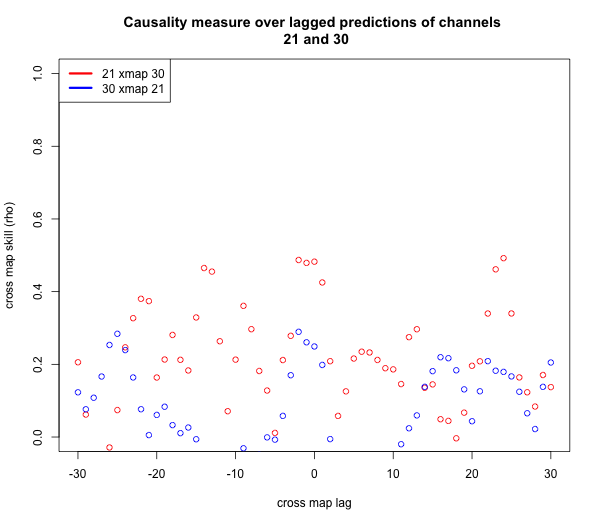 Causality measure over lagged predictions of channels
21 and 30
21 xmap 30
30 xmap 21
cross map skill (rho)
1.0
0.8
0.6
0.4
0.2
0.0
-30 -20 -10 0 10 20 30
cross map lag